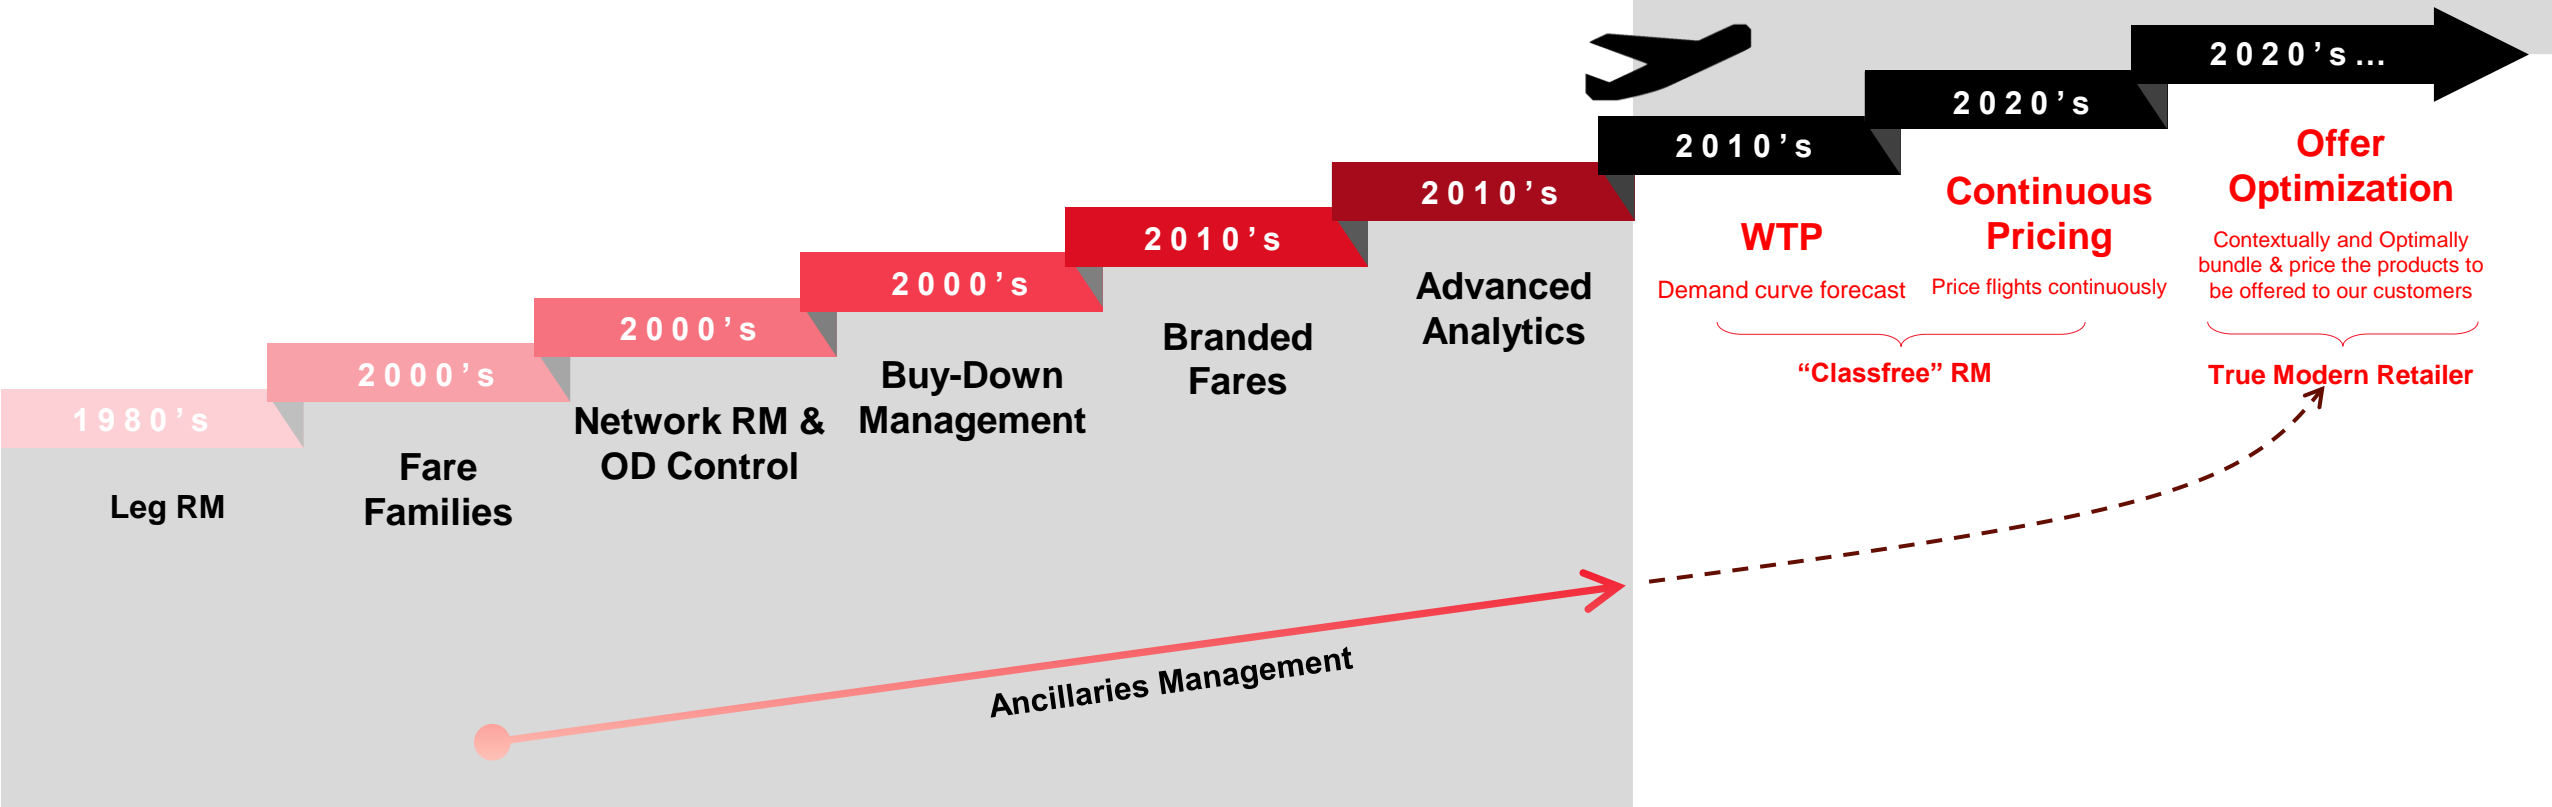 1980’s
Leg RM
2000’s
Fare
Families
2000’s
Network RM &
OD Control
2000’s
Buy-Down
Management
2010’s
Branded
Fares
2010’s
Advanced
Analytics
2010’s
WTP
Demand curve forecast
2020’s
Continuous
Pricing
Price flights continuously
“Classfree” RM
2020’s...
Offer
Optimization
Contextually and Optimally
bundle & price the products to
be offered to our customers
True Modern Retailer
Ancillaries Management